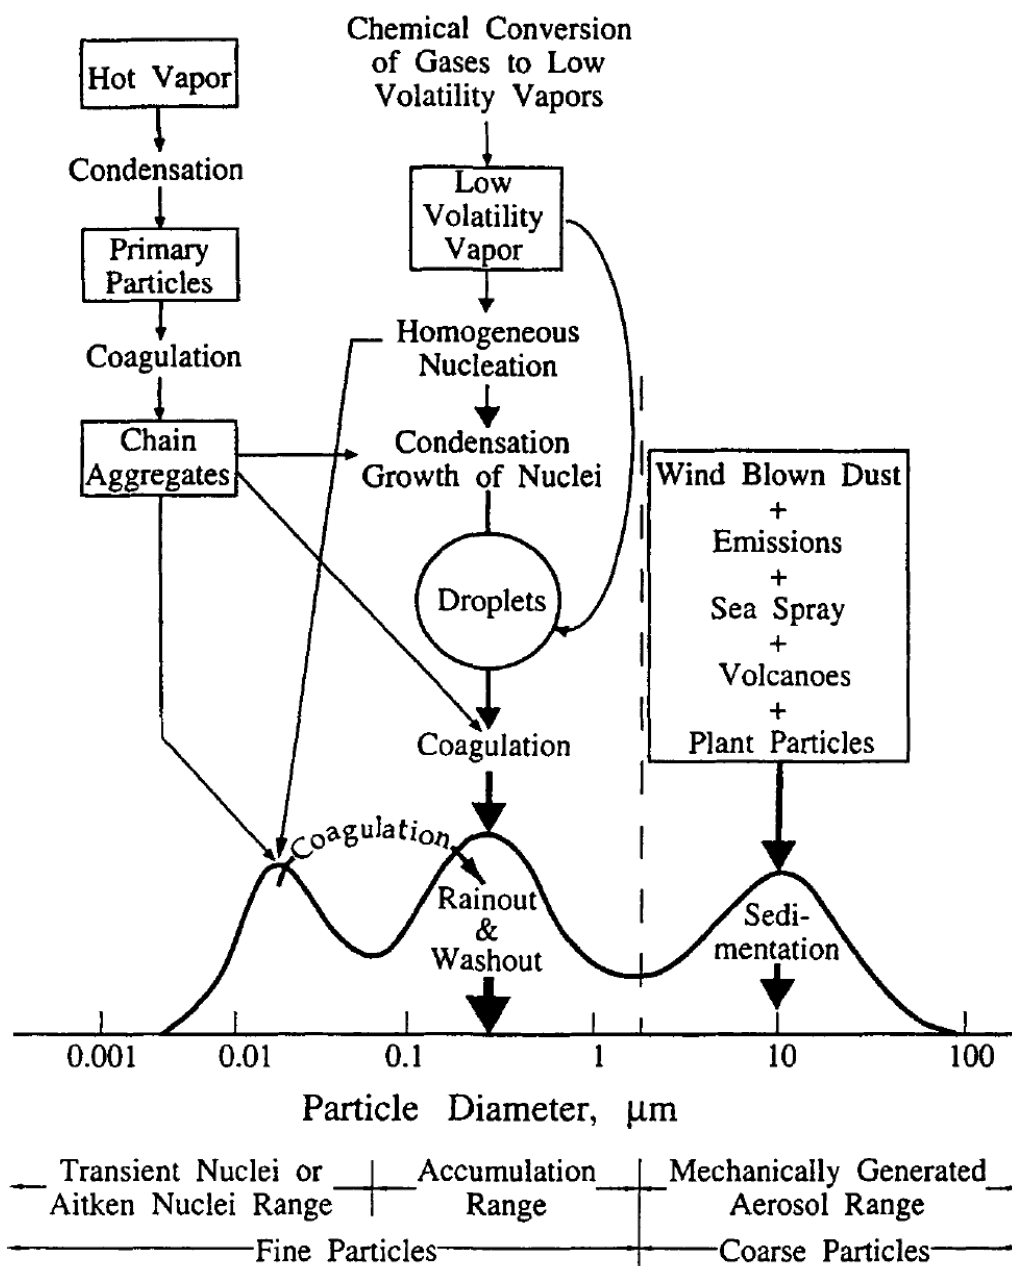 Hot Vapor
Condensation
Primary
Particles
Coagulation
Chain
Aggregates
Chemical Conversion
of Gases to Low
Volatility Vapors
Low
Volatility
Vapor
Homogeneous
Nucleation
Condensation
Growth of Nuclei
Droplets
Coagulation
Wind Blown Dust
+
Emissions
+
Sea Spray
+
Volcanoes
+
Plant Particles
Coagulation
Rainout
&
Washout
Sedi-
mentation
0.001 0.01 0.1 1 10 100
Particle Diameter, μm
Transient Nuclei or
Aitken Nuclei Range
Accumulation
Range
Mechanically Generated
Aerosol Range
Fine Particles
Coarse Particles